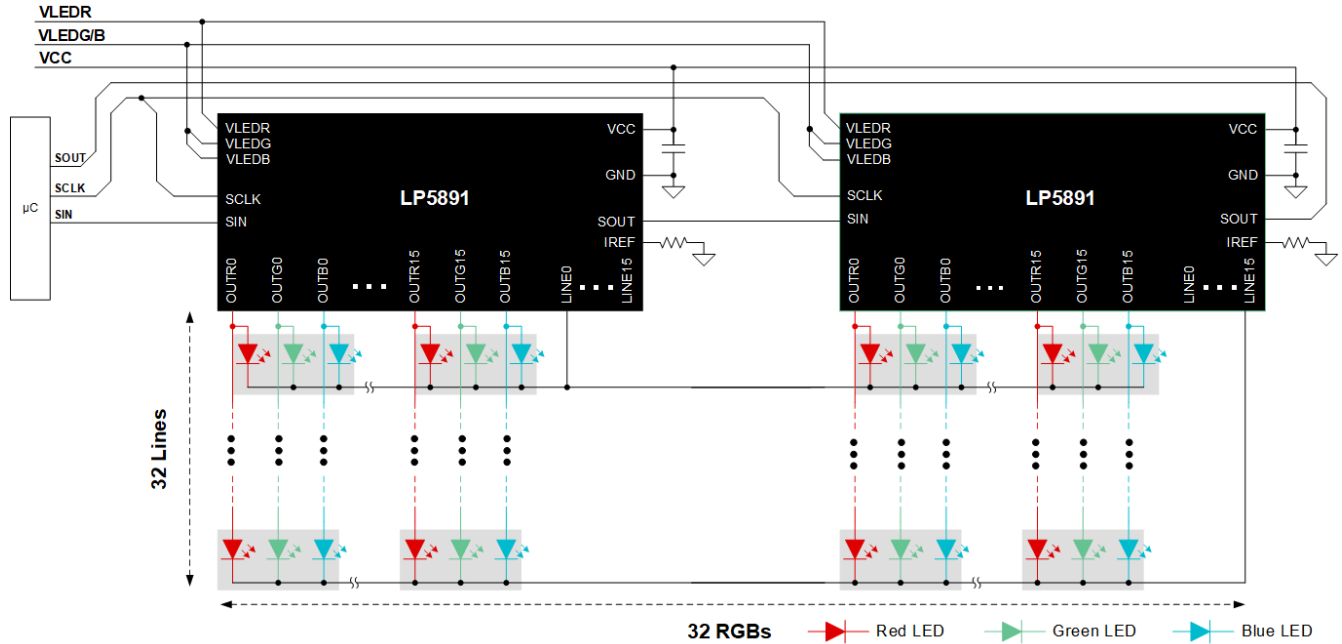 VLEDR
VLEDG/B
VCC
µC
SOUT
SCLK
SIN
VLEDR
VLEDG
VLEDB
SCLK
SIN
LP5891
VCC
GND
SOUT
IREF
OUTR0
OUTG0
OUTB0
OUTR15
OUTG15
OUTB15
LINE0
LINE15
VLEDR
VLEDG
VLEDB
SCLK
SIN
LP5891
VCC
GND
SOUT
IREF
OUTR0
OUTG0
OUTB0
OUTR15
OUTG15
OUTB15
LINE0
LINE15
32 Lines
32 RGBs
Red LED
Green LED
Blue LED